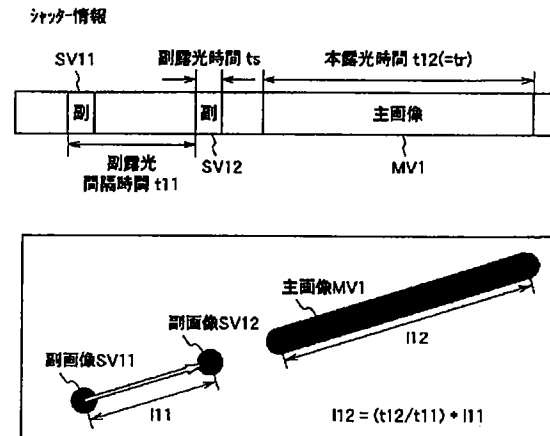 シャッター情報
SV11
副露光時間 ts
本露光時間 t12(=tr)
副
副
主画像
副露光
間隔時間 t11
SV12
MV1
主画像MV1
副画像SV12
副画像SV11
l12
l11
l12 = (t12/t11) * l11